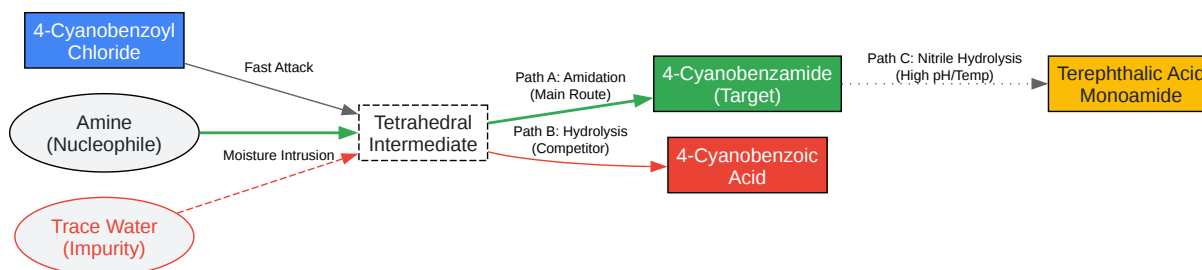 4-Cyanobenzoyl
Chloride
Fast Attack
Amine
(Nucleophile)
Moisture Intrusion
Trace Water
(Impurity)
Tetrahedral
Intermediate
Path A: Amidation
(Main Route)
Path B: Hydrolysis
(Competitor)
4-Cyanobenzamide
(Target)
4-Cyanobenzoic
Acid
Path C: Nitrile Hydrolysis
(High pH/Temp)
Terephthalic Acid
Monoamide